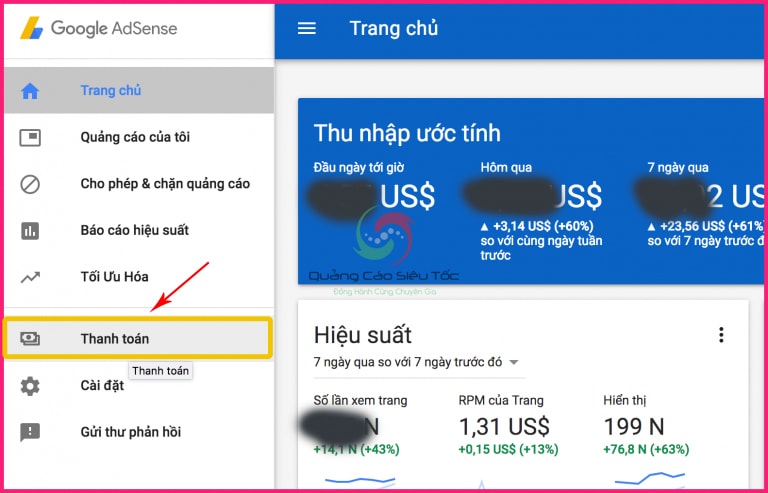 Google AdSense
Trang chủ
Trang chủ
Quảng cáo của tôi
Cho phép & chặn quảng cáo
Báo cáo hiệu suất
Tối Ưu Hóa
Thanh toán
Thanh toán
Cài đặt
Gửi thư phản hồi
Thu nhập ước tính
Đầu ngày tới giờ
US$
Hôm qua
US$
▲ +3,14 US$ (+60%)
so với cùng ngày tuần
trước
7 ngày qua
2 US
▲ +23,56 US$ (+61%
so với 7 ngày trước đ
Quảng Cáo Siêu Tốc
Đồng Hành Cùng Chuyên Gia
Hiệu suất
7 ngày qua so với 7 ngày trước đó
Số lần xem trang
N
+14,1 N (+43%)
RPM của Trang
1,31 US$
+0,15 US$ (+13%)
Hiển thị
199 N
+76,8 N (+63%)